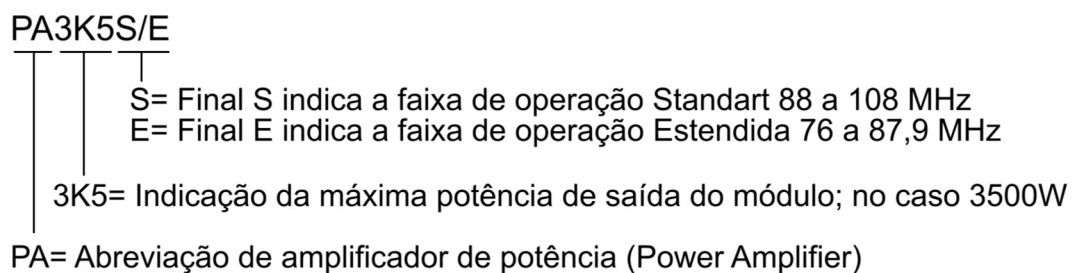 PA3K5S/E
S= Final S indica a faixa de operação Standart 88 a 108 MHz
E= Final E indica a faixa de operação Estendida 76 a 87,9 MHz
3K5= Indicação da máxima potência de saída do módulo; no caso 3500W
PA= Abreviação de amplificador de potência (Power Amplifier)